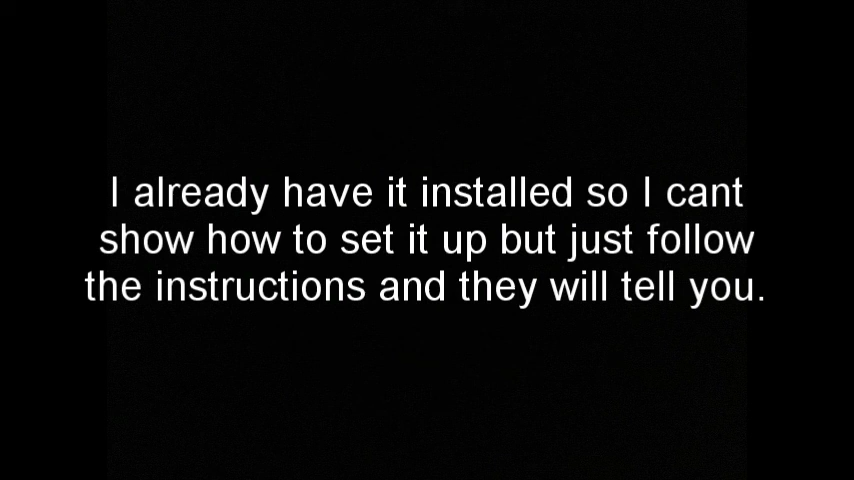 I already have it installed so I cant
show how to set it up but just follow
the instructions and they will tell you.